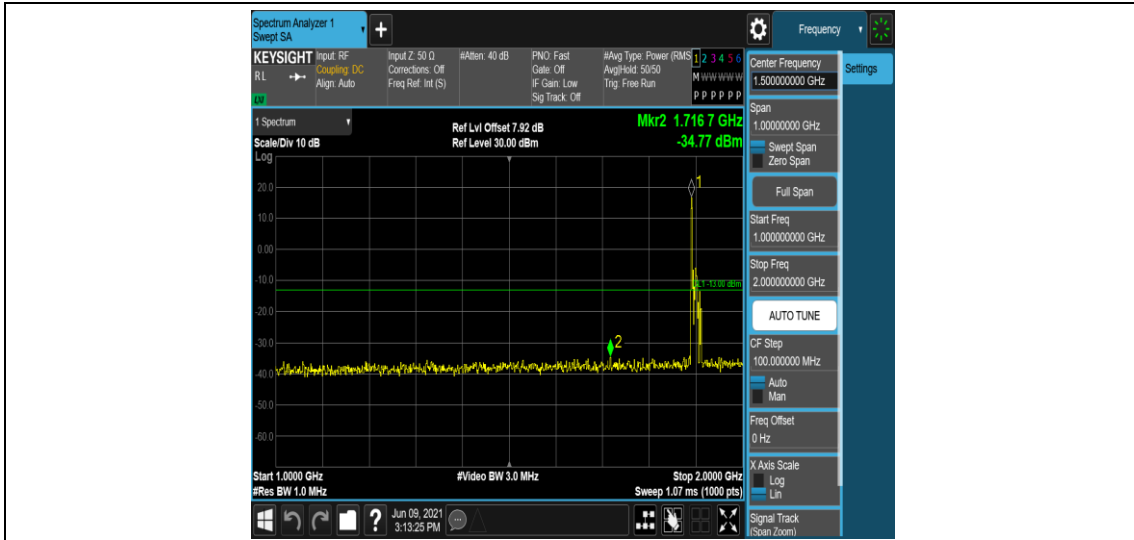 Spectrum Analyzer 1
Swept SA
+
Frequency
KEYSIGHT
RL
Input: RF
Coupling: DC
Align: Auto
Input Z: 50 Ω
Corrections: Off
Freq Ref: Int (S)
#Atten: 40 dB
PNO: Fast
Gate: Off
IF Gain: Low
Sig Track: Off
#Avg Type: Power (RMS
Avg|Hold: 50/50
Trig: Free Run
1 2 3 4 5 6
M W W W W W
P P P P P P
1 Spectrum
Scale/Div 10 dB
Log
Ref Lvl Offset 7.92 dB
Ref Level 30.00 dBm
Mkr2 1.716 7 GHz
-34.77 dBm
20.0
10.0
0.00
-10.0
-20.0
-30.0
-40.0
-50.0
-60.0
1
DL1 -13.00 dBm
2
Start 1.0000 GHz
#Res BW 1.0 MHz
#Video BW 3.0 MHz
Stop 2.0000 GHz
Sweep 1.07 ms (1000 pts)
Center Frequency
1.500000000 GHz
Span
1.00000000 GHz
Swept Span
Zero Span
Full Span
Start Freq
1.000000000 GHz
Stop Freq
2.000000000 GHz
AUTO TUNE
CF Step
100.000000 MHz
Auto
Man
Freq Offset
0 Hz
X Axis Scale
Log
Lin
Signal Track
(Span Zoom)
Settings
?
Jun 09, 2021
3:13:25 PM